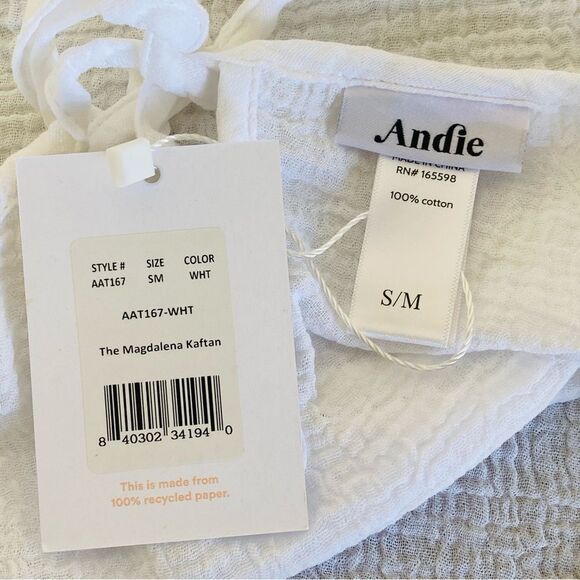 STYLE # SIZE COLOR
AAT167 SM WHT
AAT167-WHT
The Magdalena Kaftan
8 40302 34194 0
This is made from
100% recycled paper.
Andie
MADE IN CHINA
RN# 165598
100% cotton
S/M